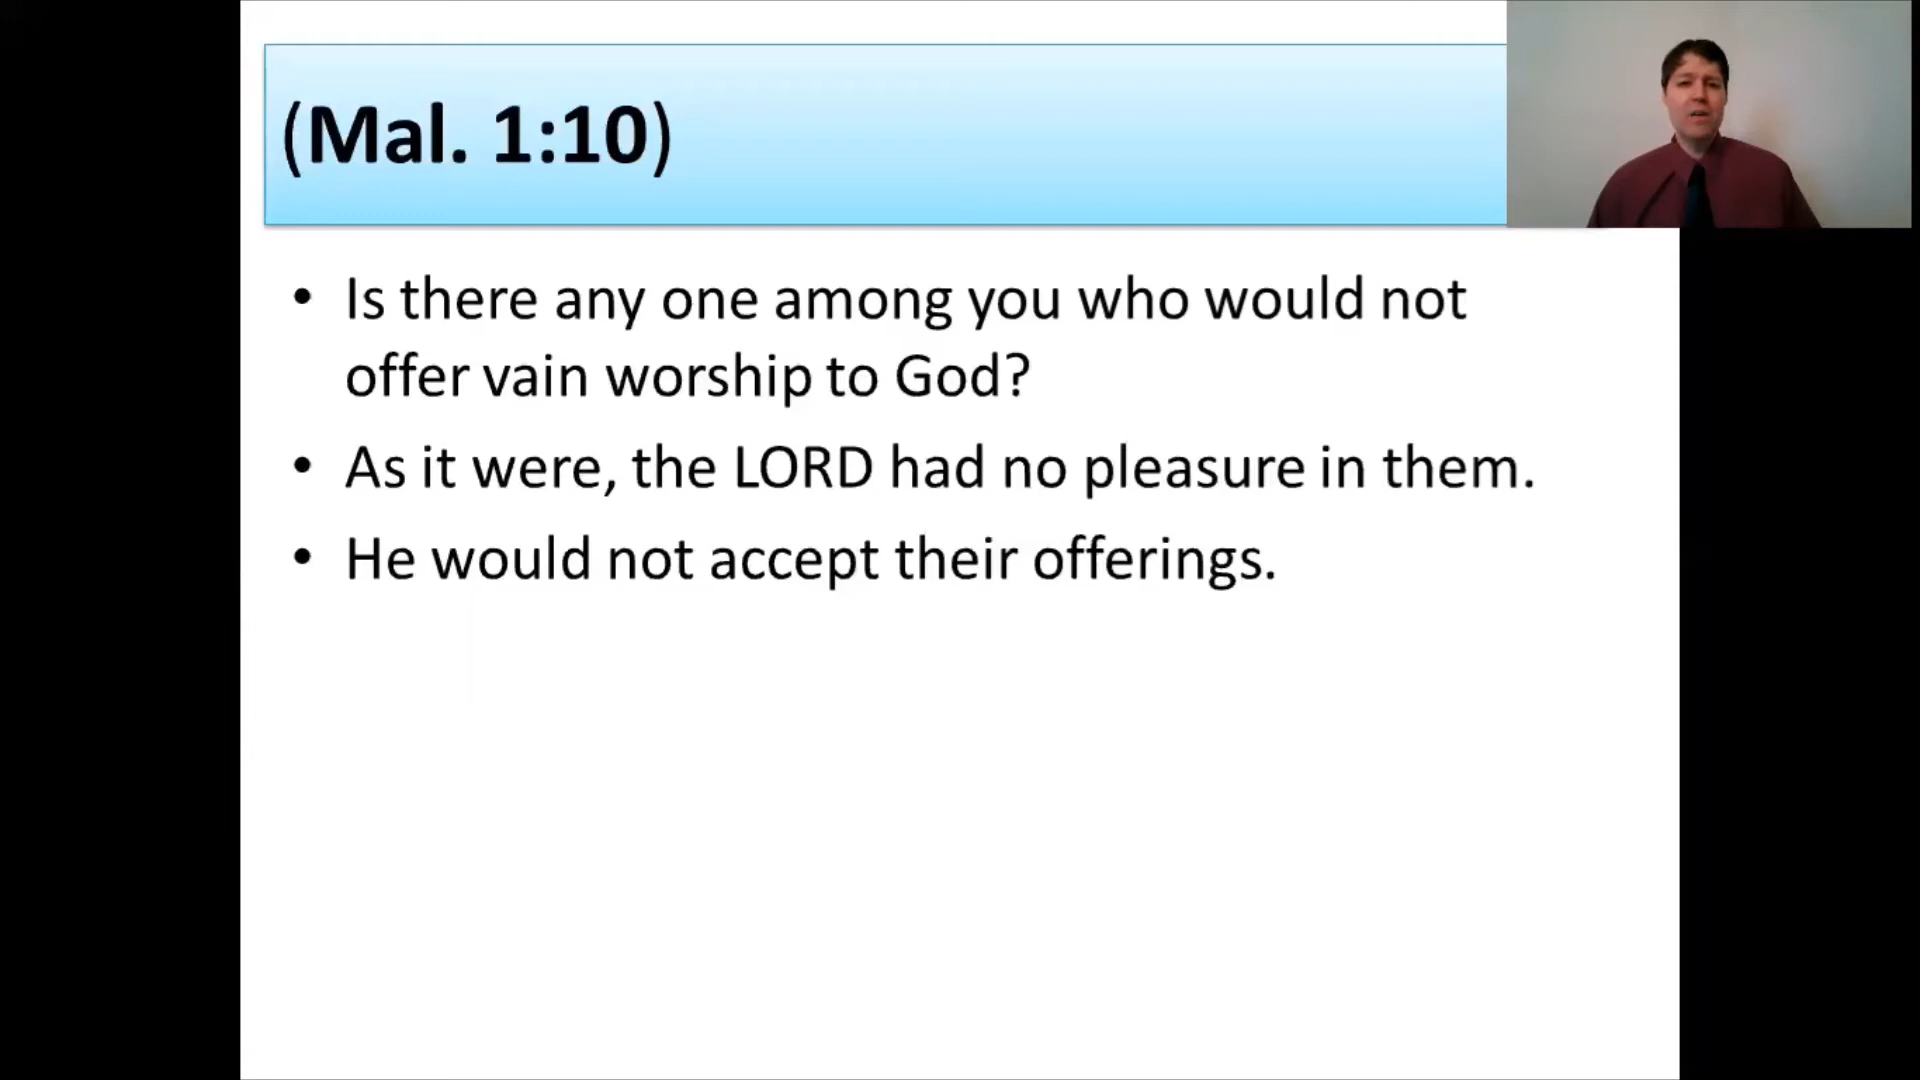 (Mal. 1:10)
• Is there any one among you who would not
offer vain worship to God?
• As it were, the LORD had no pleasure in them.
• He would not accept their offerings.